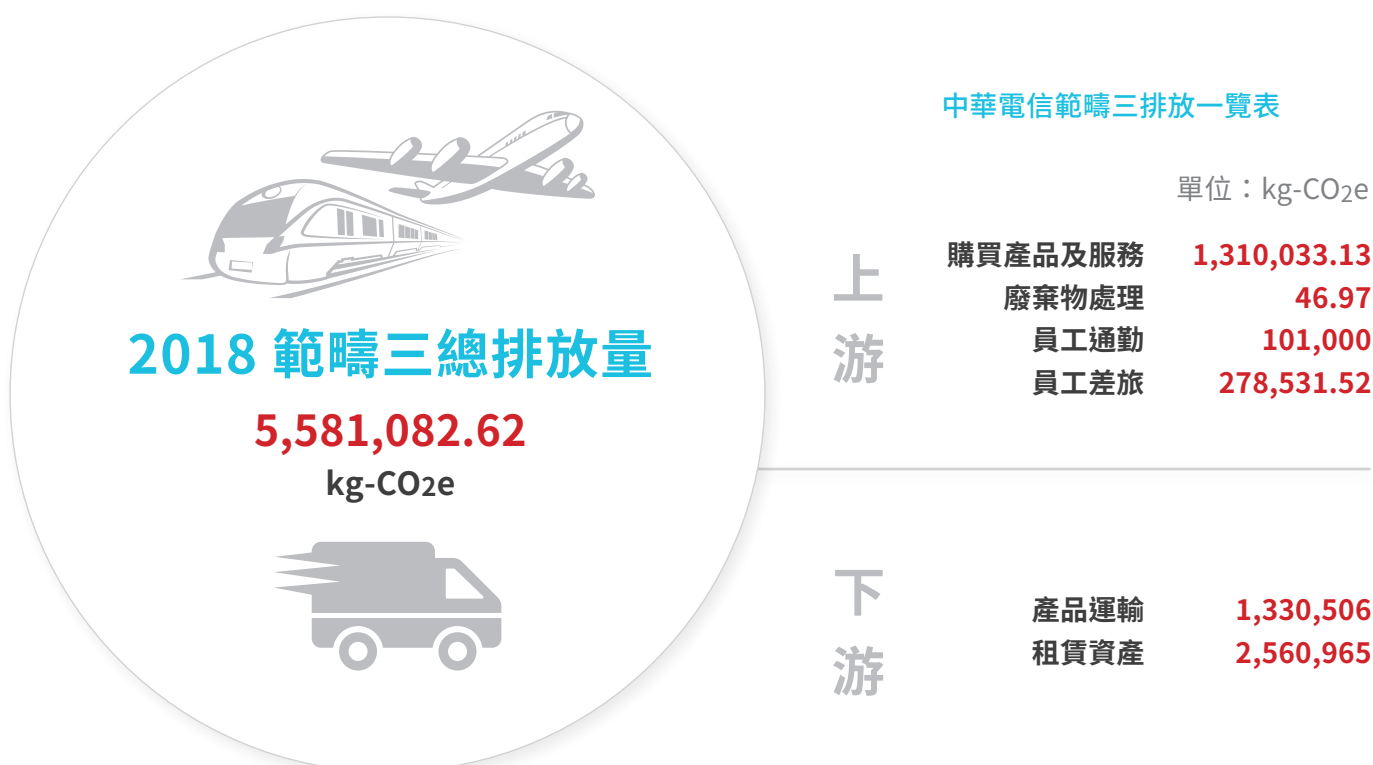 2018 範疇三總排放量
5,581,082.62
kg-CO2e
中華電信範疇三排放一覽表
單位：kg-CO2e
上游
購買產品及服務 1,310,033.13
廢棄物處理 46.97
員工通勤 101,000
員工差旅 278,531.52
下游
產品運輸 1,330,506
租賃資產 2,560,965